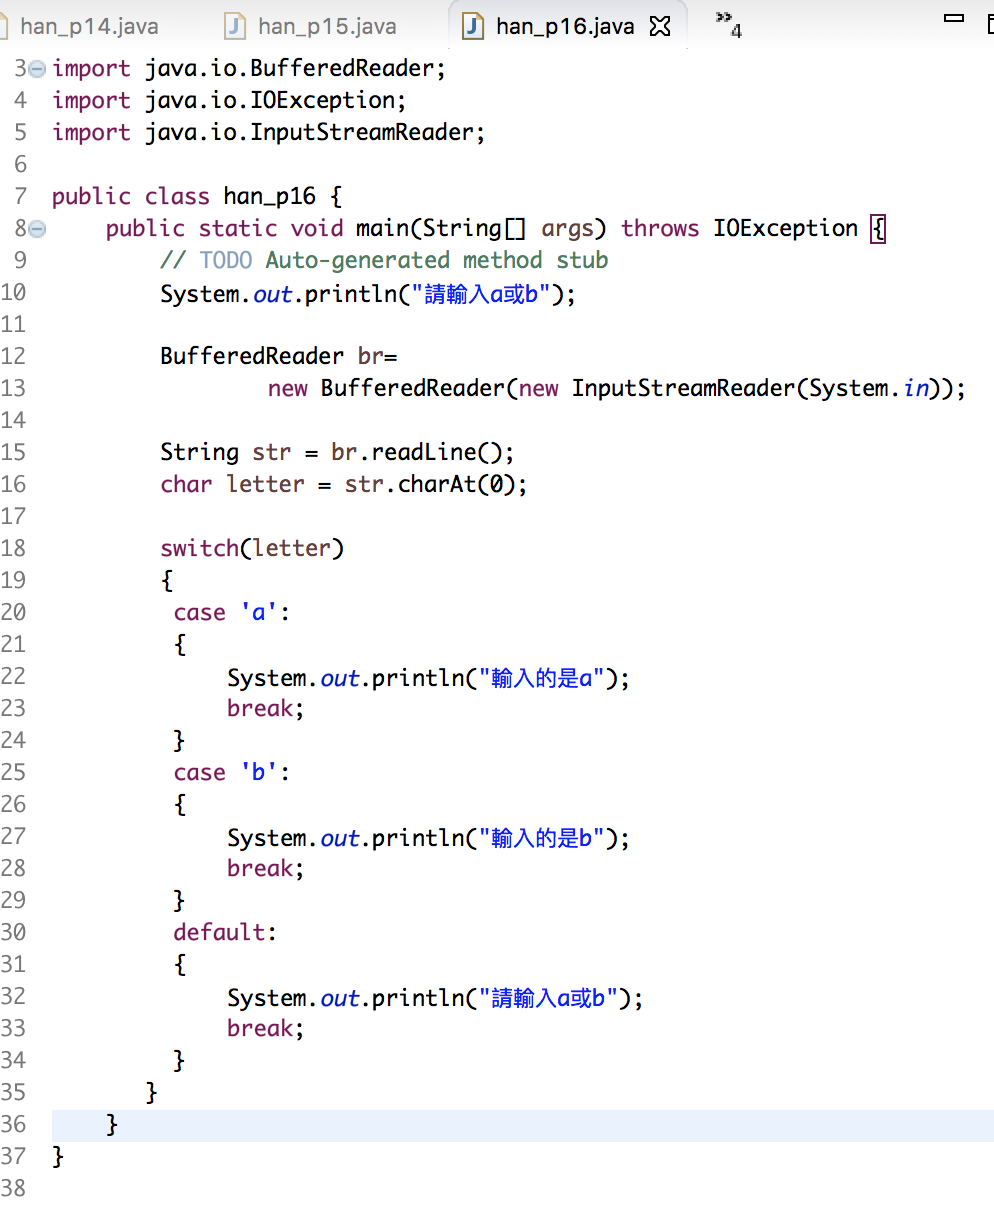 han_p14.java han_p15.java han_p16.java »4
3 import java.io.BufferedReader;
4 import java.io.IOException;
5 import java.io.InputStreamReader;
6
7 public class han_p16 {
8 public static void main(String[] args) throws IOException {
9 // TODO Auto-generated method stub
10 System.out.println("請輸入a或b");
11
12 BufferedReader br=
13 new BufferedReader(new InputStreamReader(System.in));
14
15 String str = br.readLine();
16 char letter = str.charAt(0);
17
18 switch(letter)
19 {
20 case 'a':
21 {
22 System.out.println("輸入的是a");
23 break;
24 }
25 case 'b':
26 {
27 System.out.println("輸入的是b");
28 break;
29 }
30 default:
31 {
32 System.out.println("請輸入a或b");
33 break;
34 }
35 }
36 }
37 }
38